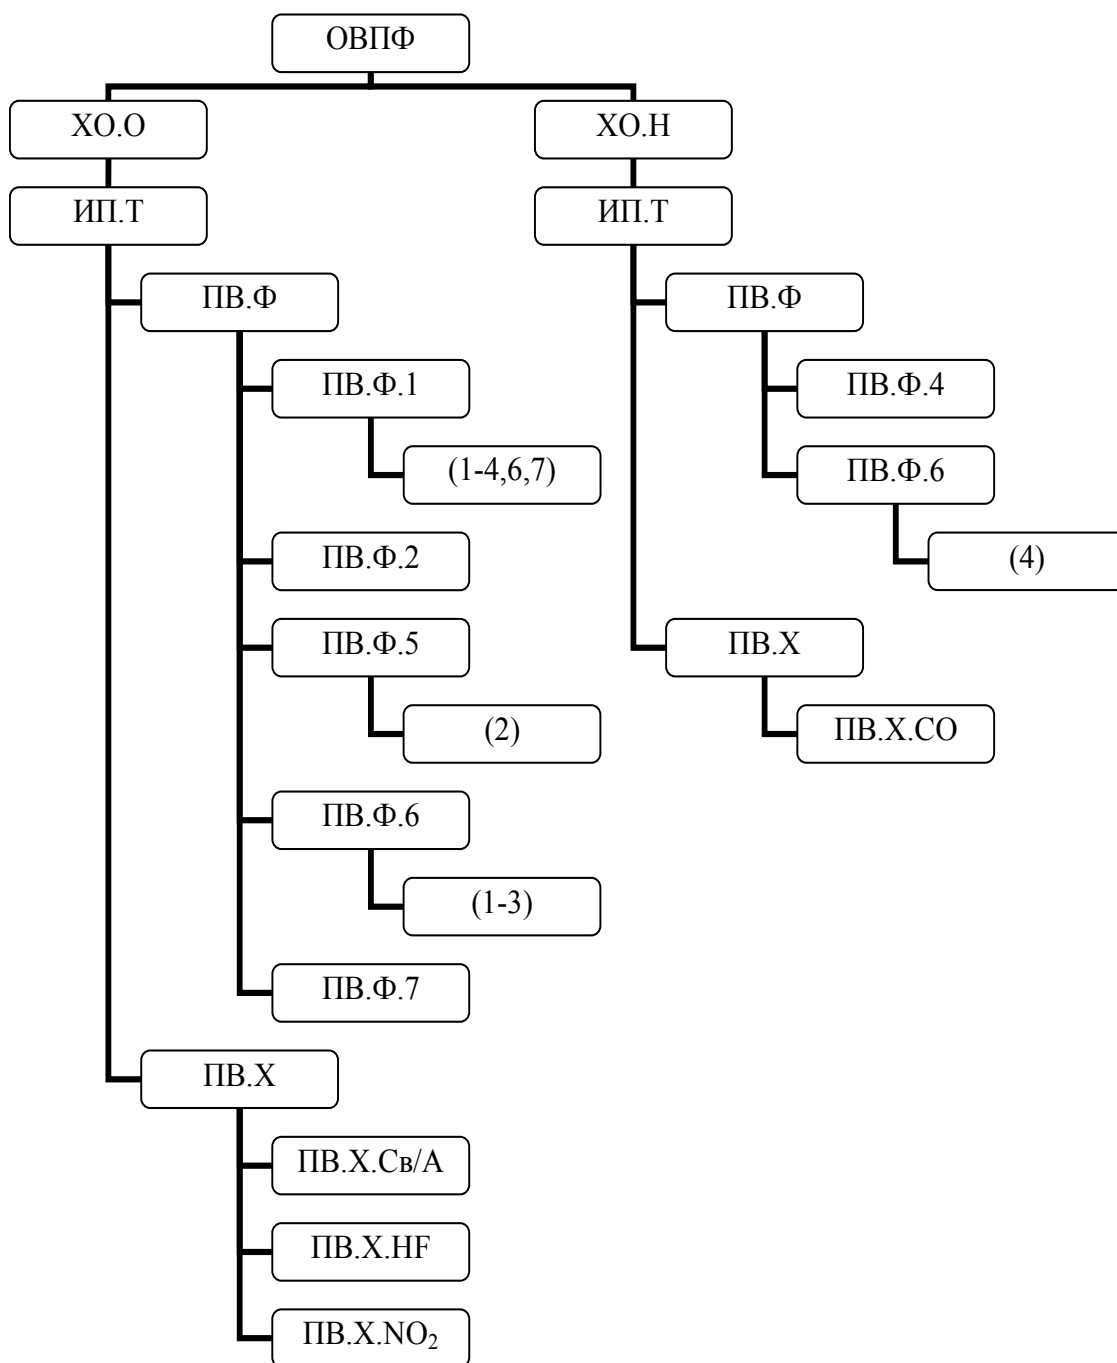 ОВПФ
ХО.О
ХО.Н
ИП.Т
ИП.Т
ПВ.Ф
ПВ.Ф
ПВ.Ф.1
ПВ.Ф.4
(1-4,6,7)
ПВ.Ф.6
ПВ.Ф.2
(4)
ПВ.Ф.5
ПВ.Х
(2)
ПВ.Х.СО
ПВ.Ф.6
(1-3)
ПВ.Ф.7
ПВ.Х
ПВ.Х.Св/А
ПВ.Х.HF
ПВ.Х.NO₂